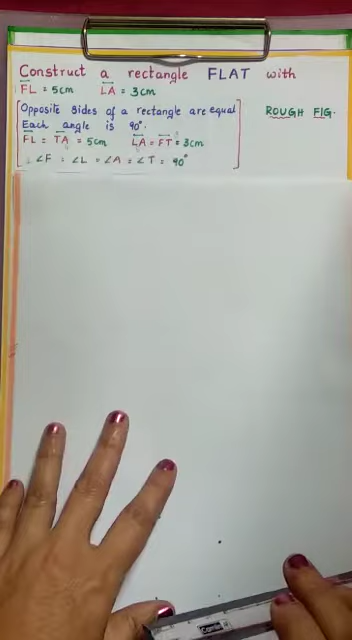 Construct a rectangle FLAT with
FL = 5cm LA = 3cm
Opposite sides of a rectangle are equal
Each angle is 90°.
FL = TA = 5cm LA = FT = 3cm
∠F = ∠L = ∠A = ∠T = 90°
ROUGH FIG.